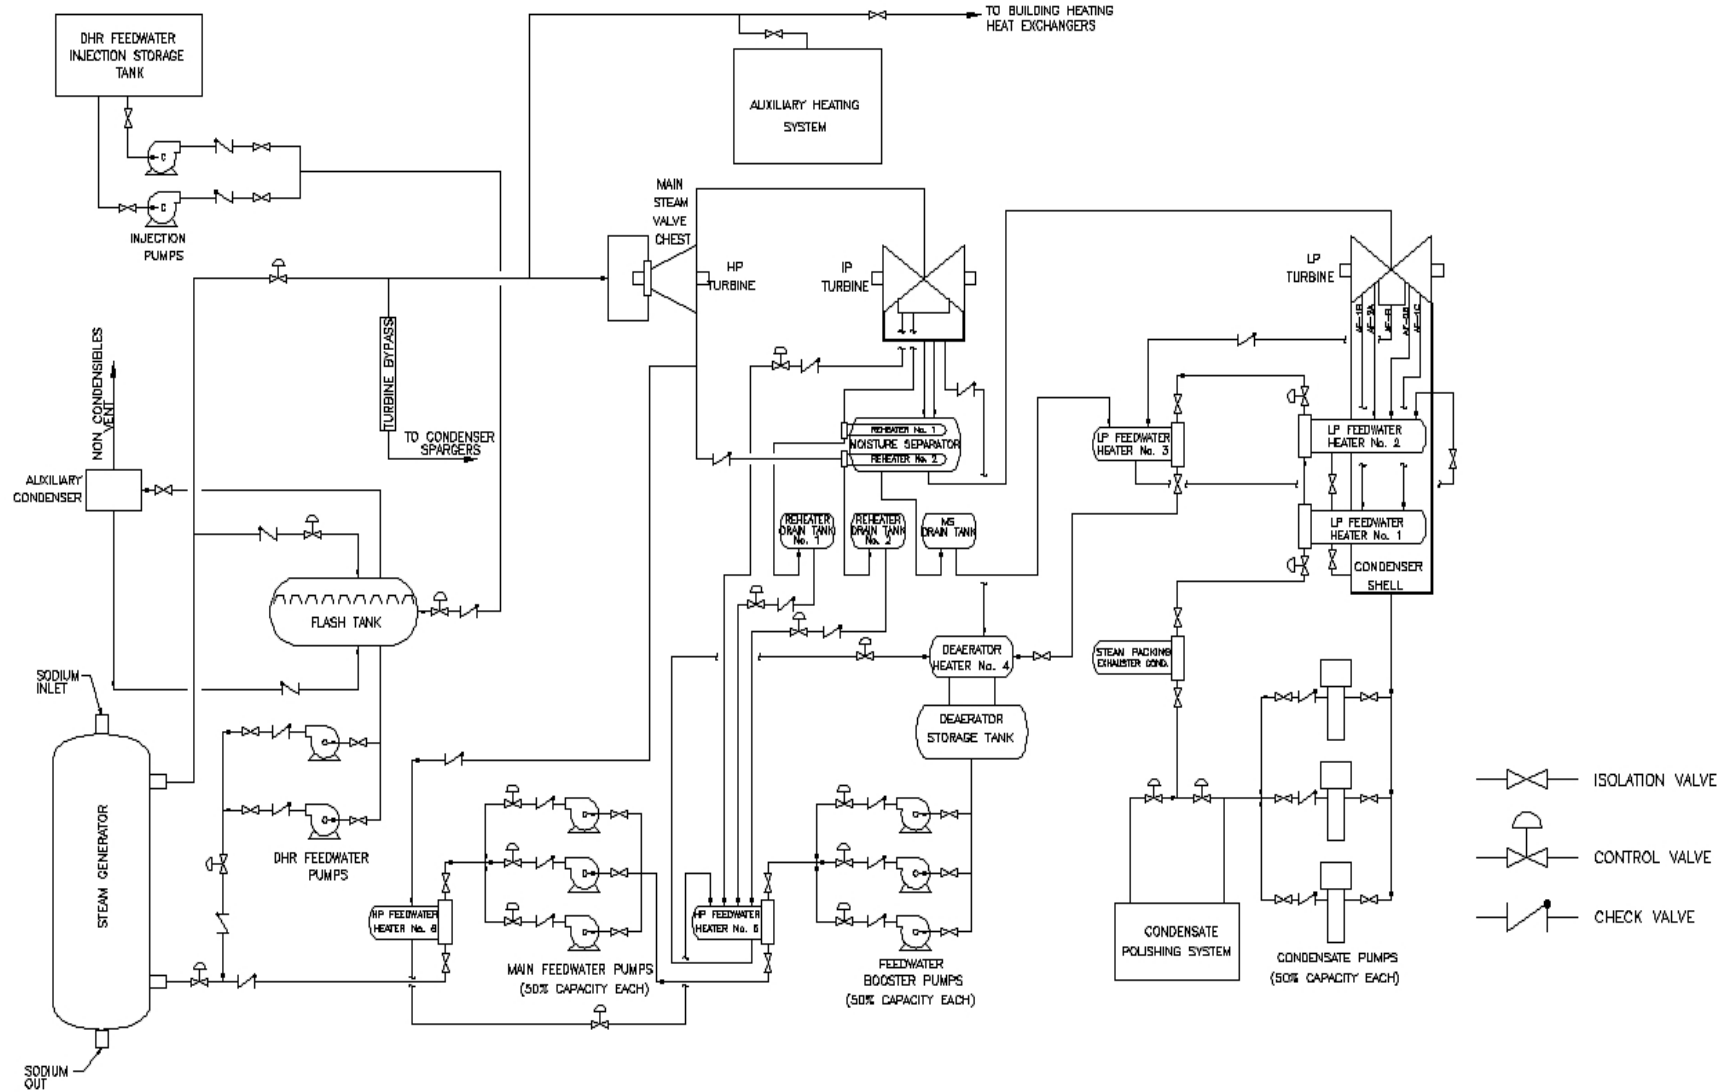 TO BUILDING HEATING
HEAT EXCHANGERS
DHR FEEDWATER
INJECTION STORAGE
TANK
AUXILIARY HEATING
SYSTEM
C
C
INJECTION
PUMPS
MAIN
STEAM
VALVE
CHEST
HP
TURBINE
IP
TURBINE
LP
TURBINE
NON CONDESIBLES
VENT
TURBINE BYPASS
TO CONDENSER
SPARGERS
AUXILIARY
CONDENSER
REHEATER No. 1
MOISTURE SEPARATOR
REHEATER No. 2
LP FEEDWATER
HEATER No. 3
LP FEEDWATER
HEATER No. 2
LP FEEDWATER
HEATER No. 1
CONDENSER
SHELL
REHEATER
DRAIN TANK
No. 1
REHEATER
DRAIN TANK
No. 2
MS
DRAIN TANK
FLASH TANK
DEAERATOR
HEATER No. 4
STEAN PACKING
EXHAUSTER COND.
DEAERATOR
STORAGE TANK
SODIUM
INLET
STEAM GENERATOR
DHR FEEDWATER
PUMPS
HP FEEDWATER
HEATER No. 6
MAIN FEEDWATER PUMPS
(50% CAPACITY EACH)
HP FEEDWATER
HEATER No. 5
FEEDWATER
BOOSTER PUMPS
(50% CAPACITY EACH)
CONDENSATE
POLISHING SYSTEM
CONDENSATE PUMPS
(50% CAPACITY EACH)
ISOLATION VALVE
CONTROL VALVE
CHECK VALVE
SODIUM
OUT